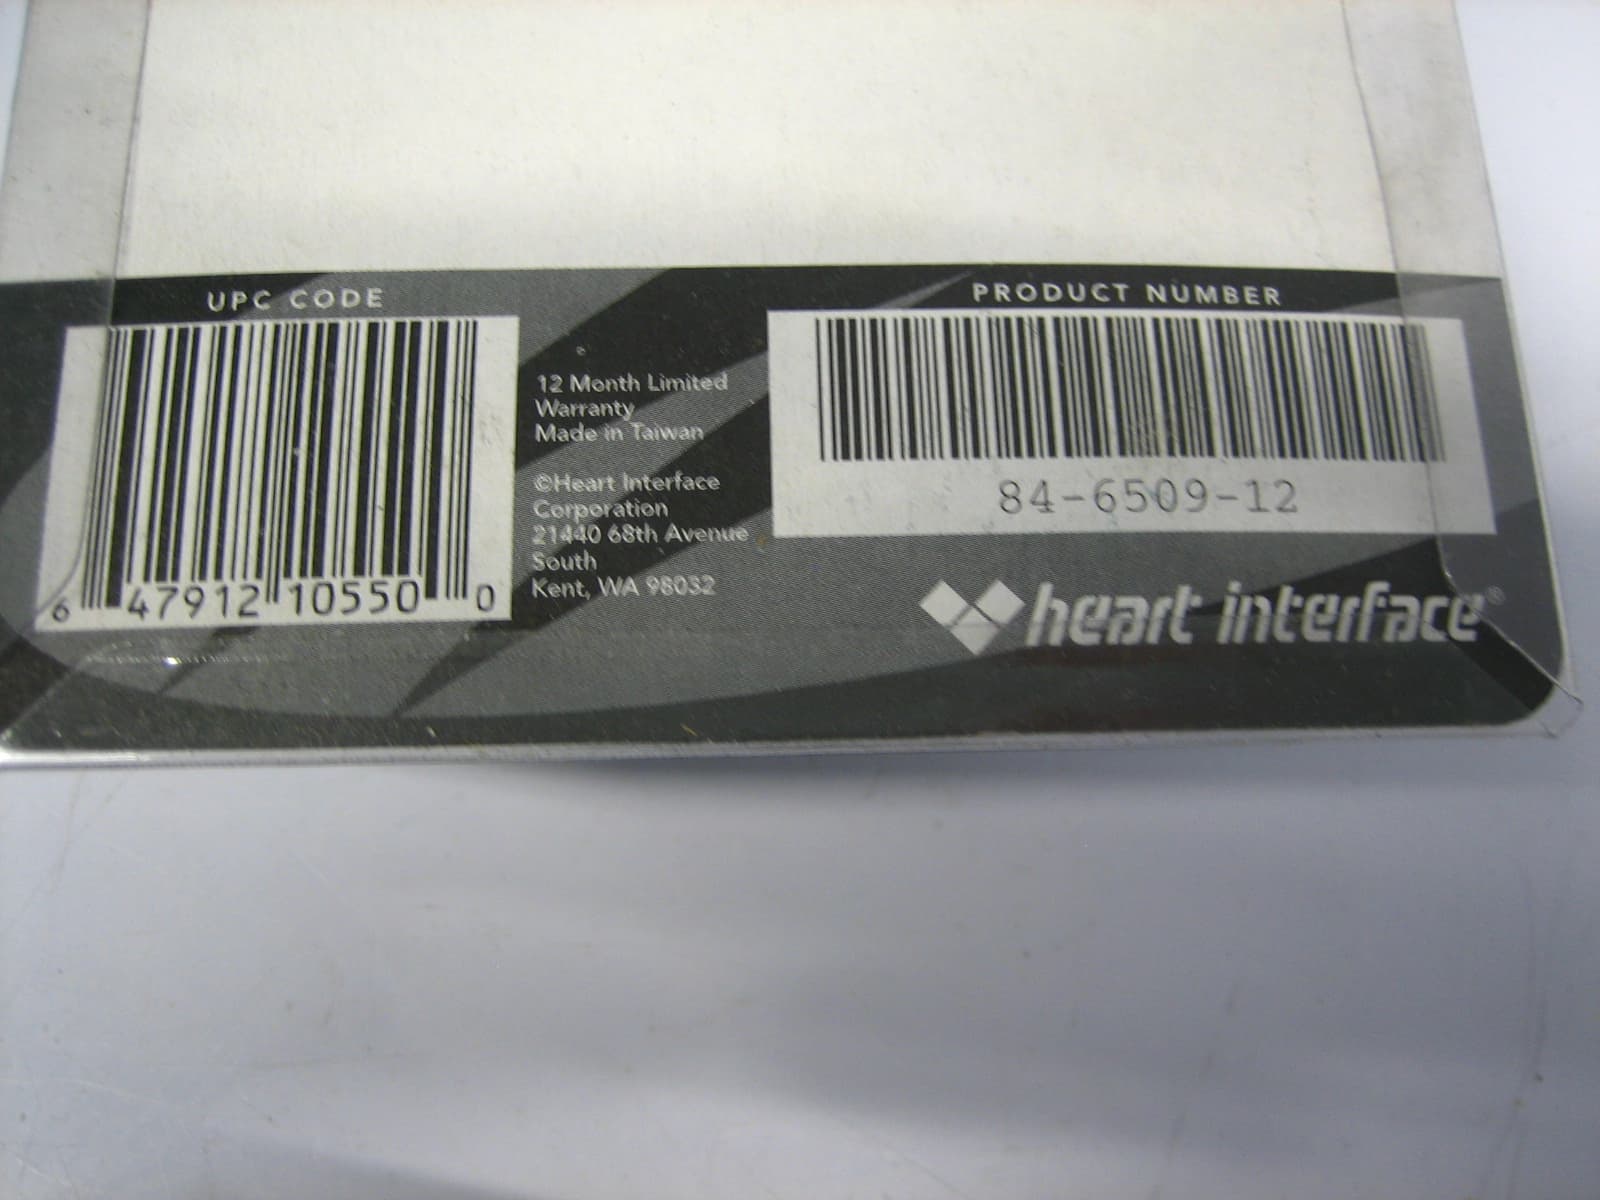 UPC CODE
6 47912 10550 0
12 Month Limited
Warranty
Made in Taiwan
©Heart Interface
Corporation
21440 68th Avenue
South
Kent, WA 98032
PRODUCT NUMBER
84-6509-12
heart interface®